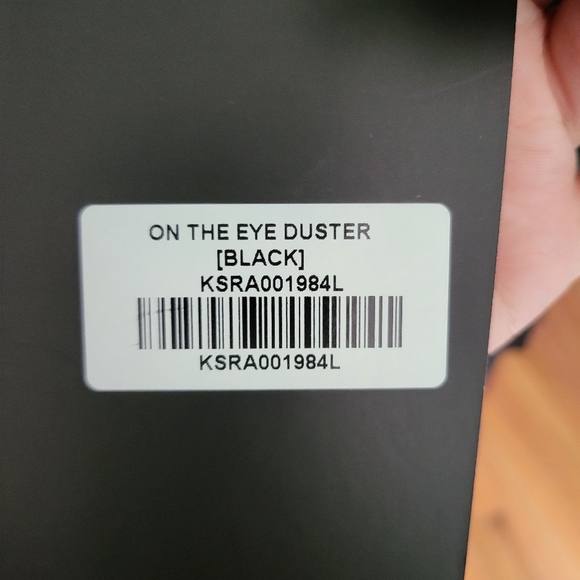 ON THE EYE DUSTER
[BLACK]
KSRA001984L
KSRA001984L